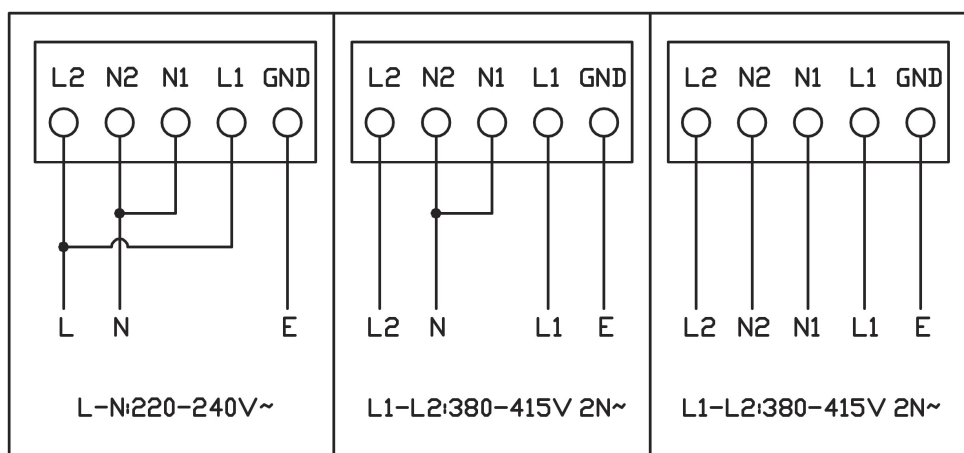 L2 N2 N1 L1 GND
L N E
L-N:220-240V~
L2 N2 N1 L1 GND
L2 N L1 E
L1-L2:380-415V 2N~
L2 N2 N1 L1 GND
L2 N2 N1 L1 E
L1-L2:380-415V 2N~